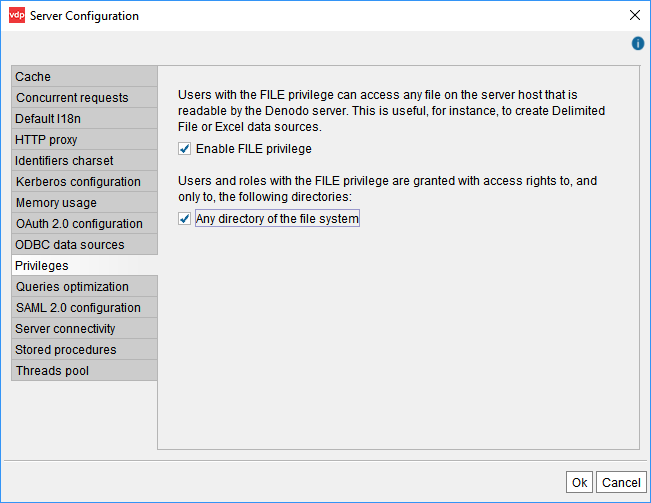 vdp Server Configuration
Cache
Concurrent requests
Default I18n
HTTP proxy
Identifiers charset
Kerberos configuration
Memory usage
OAuth 2.0 configuration
ODBC data sources
Privileges
Queries optimization
SAML 2.0 configuration
Server connectivity
Stored procedures
Threads pool
Users with the FILE privilege can access any file on the server host that is
readable by the Denodo server. This is useful, for instance, to create Delimited
File or Excel data sources.
Enable FILE privilege
Users and roles with the FILE privilege are granted with access rights to, and
only to, the following directories:
Any directory of the file system
Ok Cancel